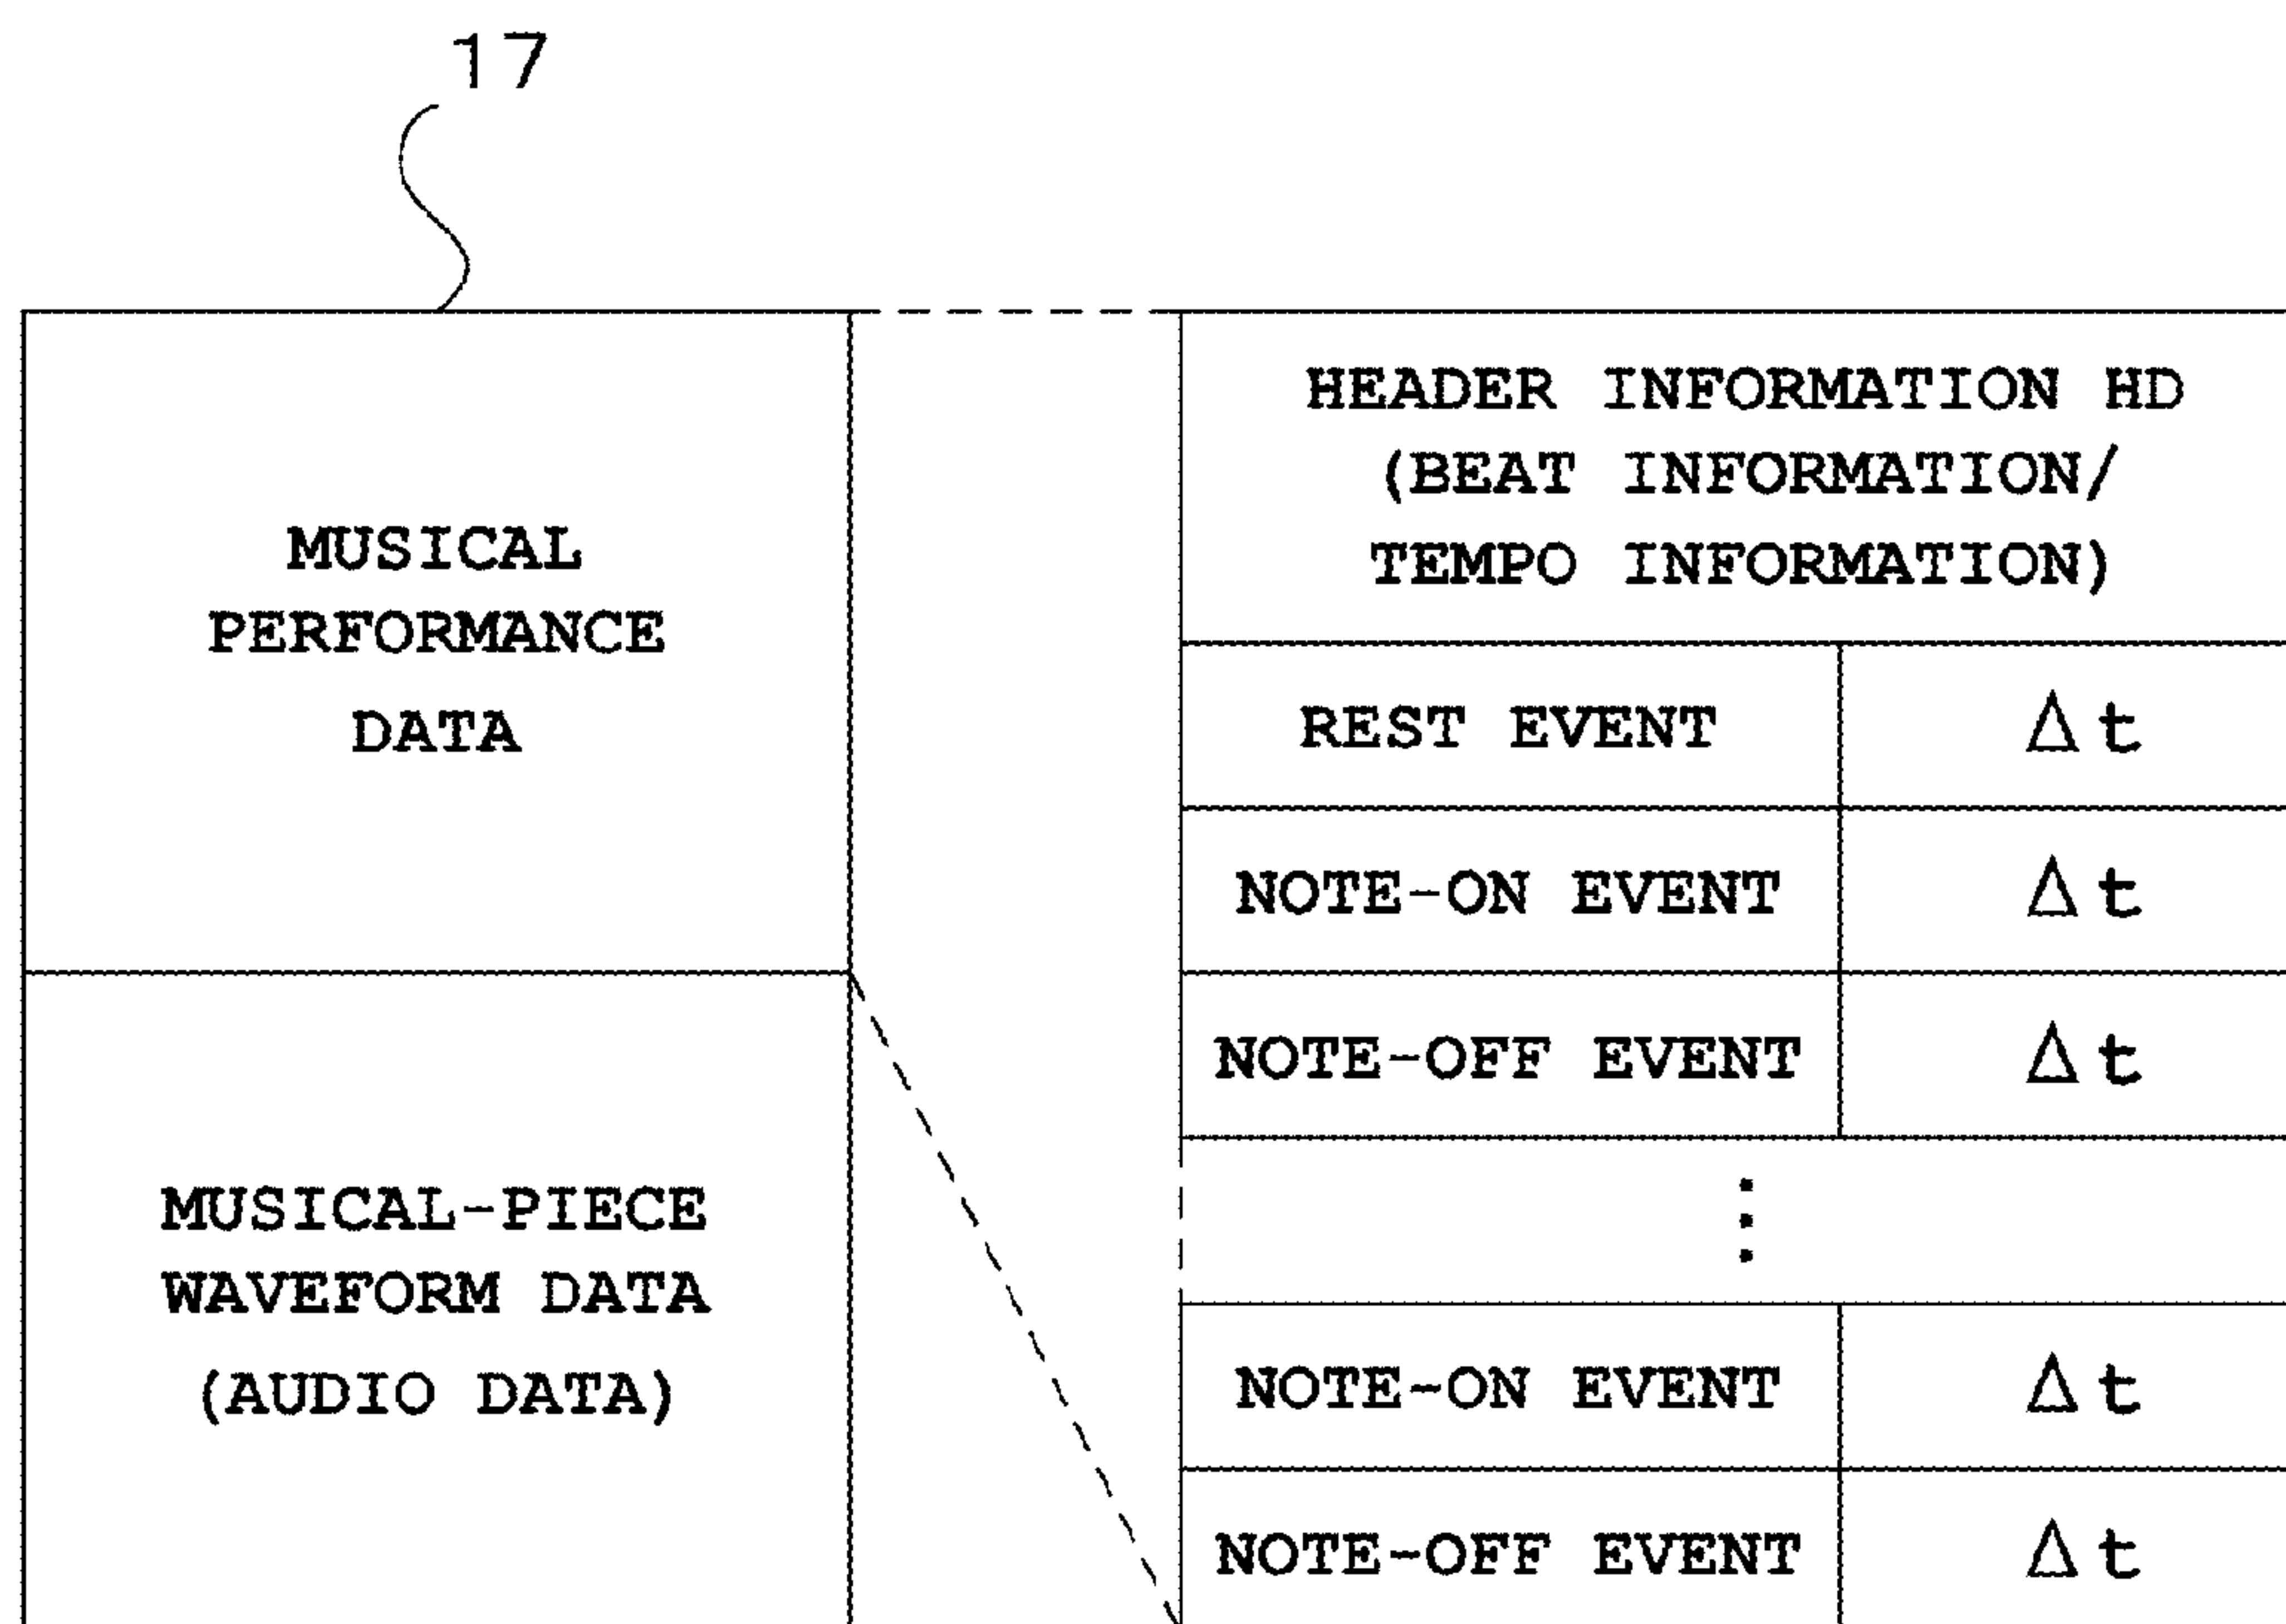 17
MUSICAL
PERFORMANCE
DATA
MUSICAL-PIECE
WAVEFORM DATA
(AUDIO DATA)
HEADER INFORMATION HD
(BEAT INFORMATION/
TEMPO INFORMATION)
REST EVENT Δt
NOTE-ON EVENT Δt
NOTE-OFF EVENT Δt
⋮
NOTE-ON EVENT Δt
NOTE-OFF EVENT Δt